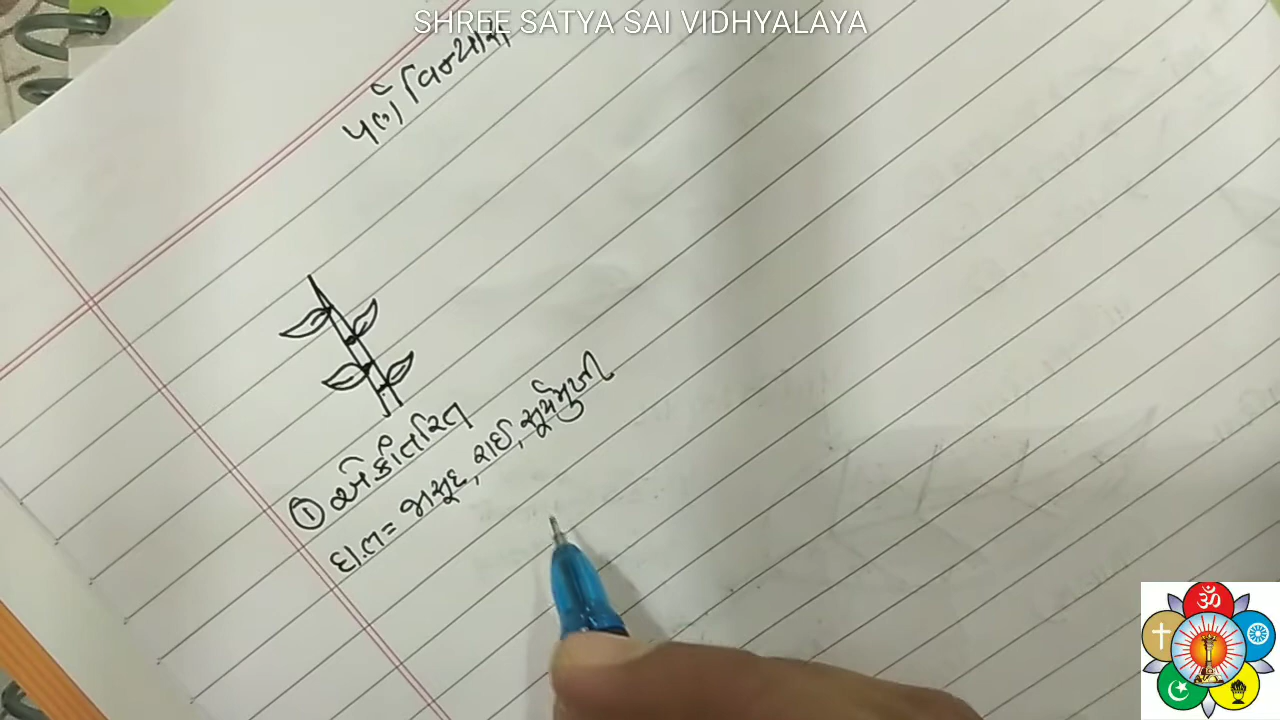 SHREE SATYA SAI VIDHYALAYA
પર્ણ વિન્યાસ
① એકાંતરિત
દા.ત = જાસૂદ, રાઈ, સૂર્યમુખી
ॐ